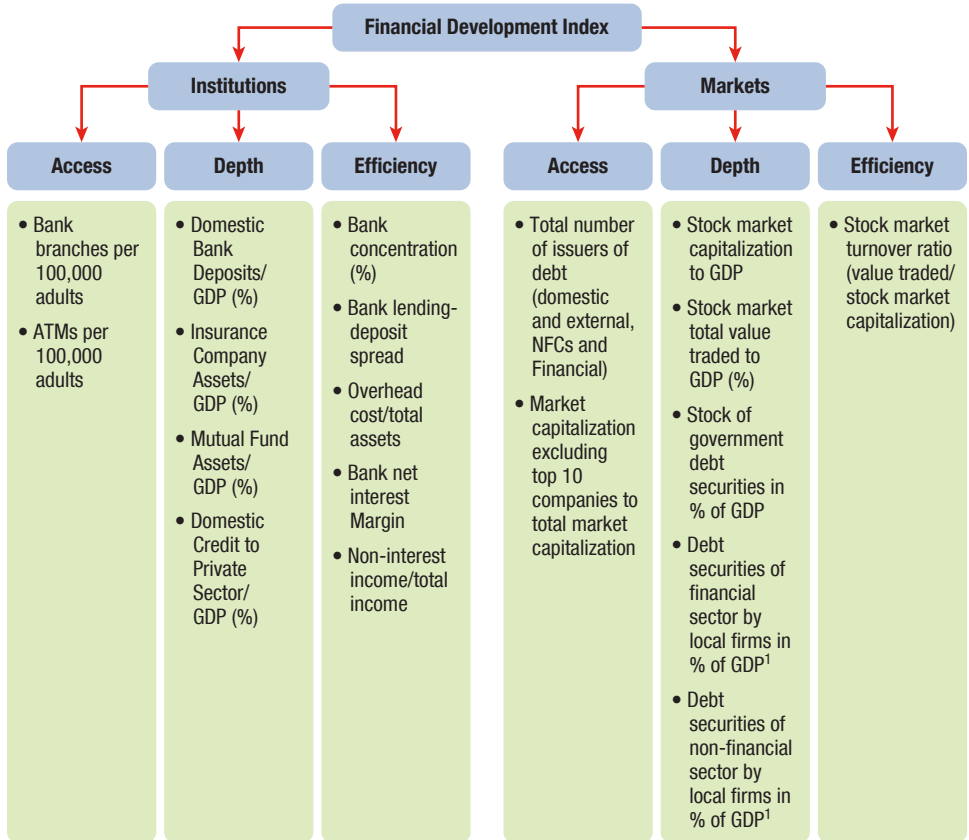 Financial Development Index
Institutions
Markets
Access
Depth
Efficiency
Access
Depth
Efficiency
• Bank
branches per
100,000
adults
• ATMs per
100,000
adults
• Domestic
Bank
Deposits/
GDP (%)
• Insurance
Company
Assets/
GDP (%)
• Mutual Fund
Assets/
GDP (%)
• Domestic
Credit to
Private
Sector/
GDP (%)
• Bank
concentration
(%)
• Bank lending-
deposit
spread
• Overhead
cost/total
assets
• Bank net
interest
Margin
• Non-interest
income/total
income
• Total number
of issuers of
debt
(domestic
and external,
NFCs and
Financial)
• Market
capitalization
excluding
top 10
companies to
total market
capitalization
• Stock market
capitalization
to GDP
• Stock market
total value
traded to
GDP (%)
• Stock of
government
debt
securities in
% of GDP
• Debt
securities of
financial
sector by
local firms in
% of GDP¹
• Debt
securities of
non-financial
sector by
local firms in
% of GDP¹
• Stock market
turnover ratio
(value traded/
stock market
capitalization)